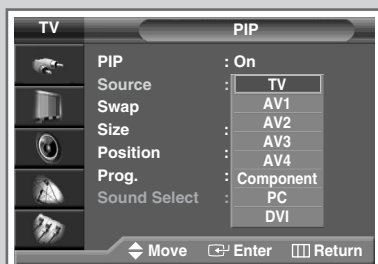 TV PIP
PIP : On
Source : TV
Swap AV1
Size : AV2
Position : AV3
Prog. : AV4
Sound Select : Component
PC
DVI
Move Enter Return